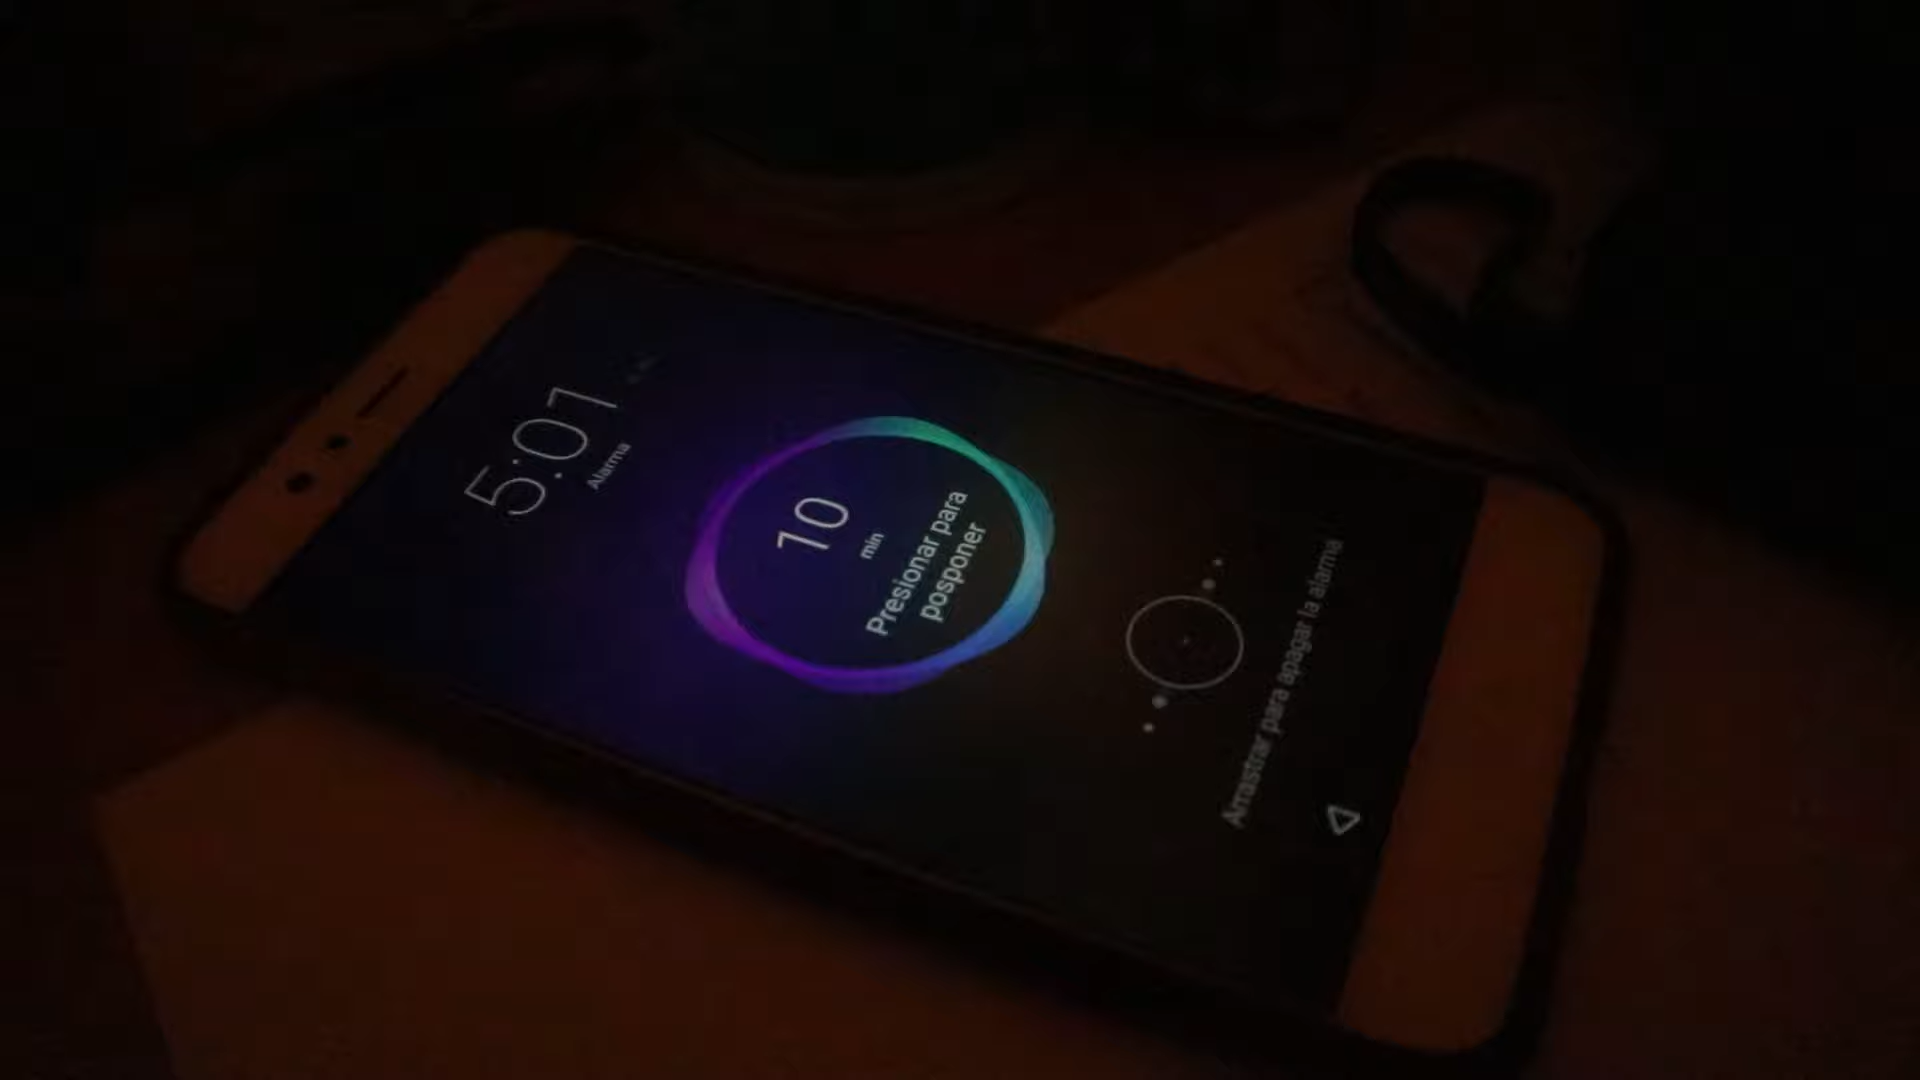 5:01
Alarma
10
min
Presionar para
posponer
Arrastrar para apagar la alarma